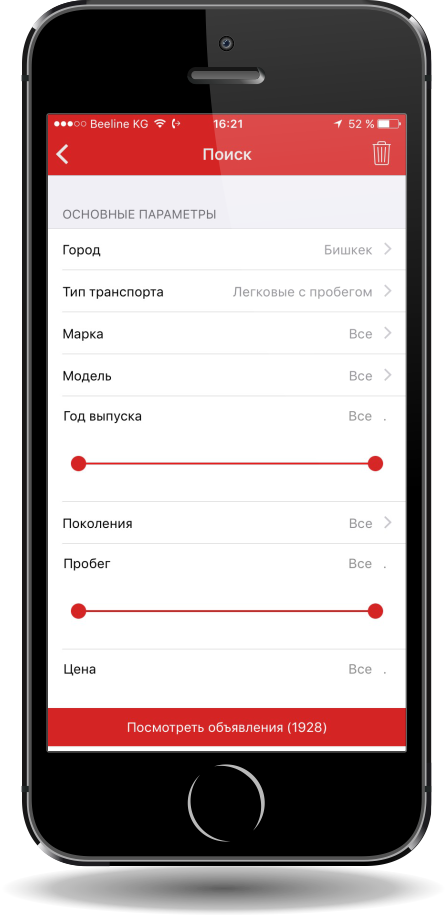 Beeline KG 16:21 52 %
Поиск
ОСНОВНЫЕ ПАРАМЕТРЫ
Город Бишкек
Тип транспорта Легковые с пробегом
Марка Все
Модель Все
Год выпуска Все .
Поколения Все
Пробег Все .
Цена Все .
Посмотреть объявления (1928)